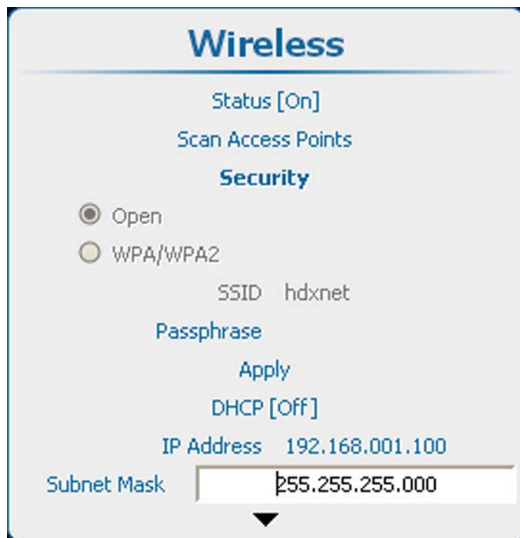 Wireless
Status [On]
Scan Access Points
Security
Open
WPA/WPA2
SSID hdxnet
Passphrase
Apply
DHCP [Off]
IP Address 192.168.001.100
Subnet Mask 255.255.255.000